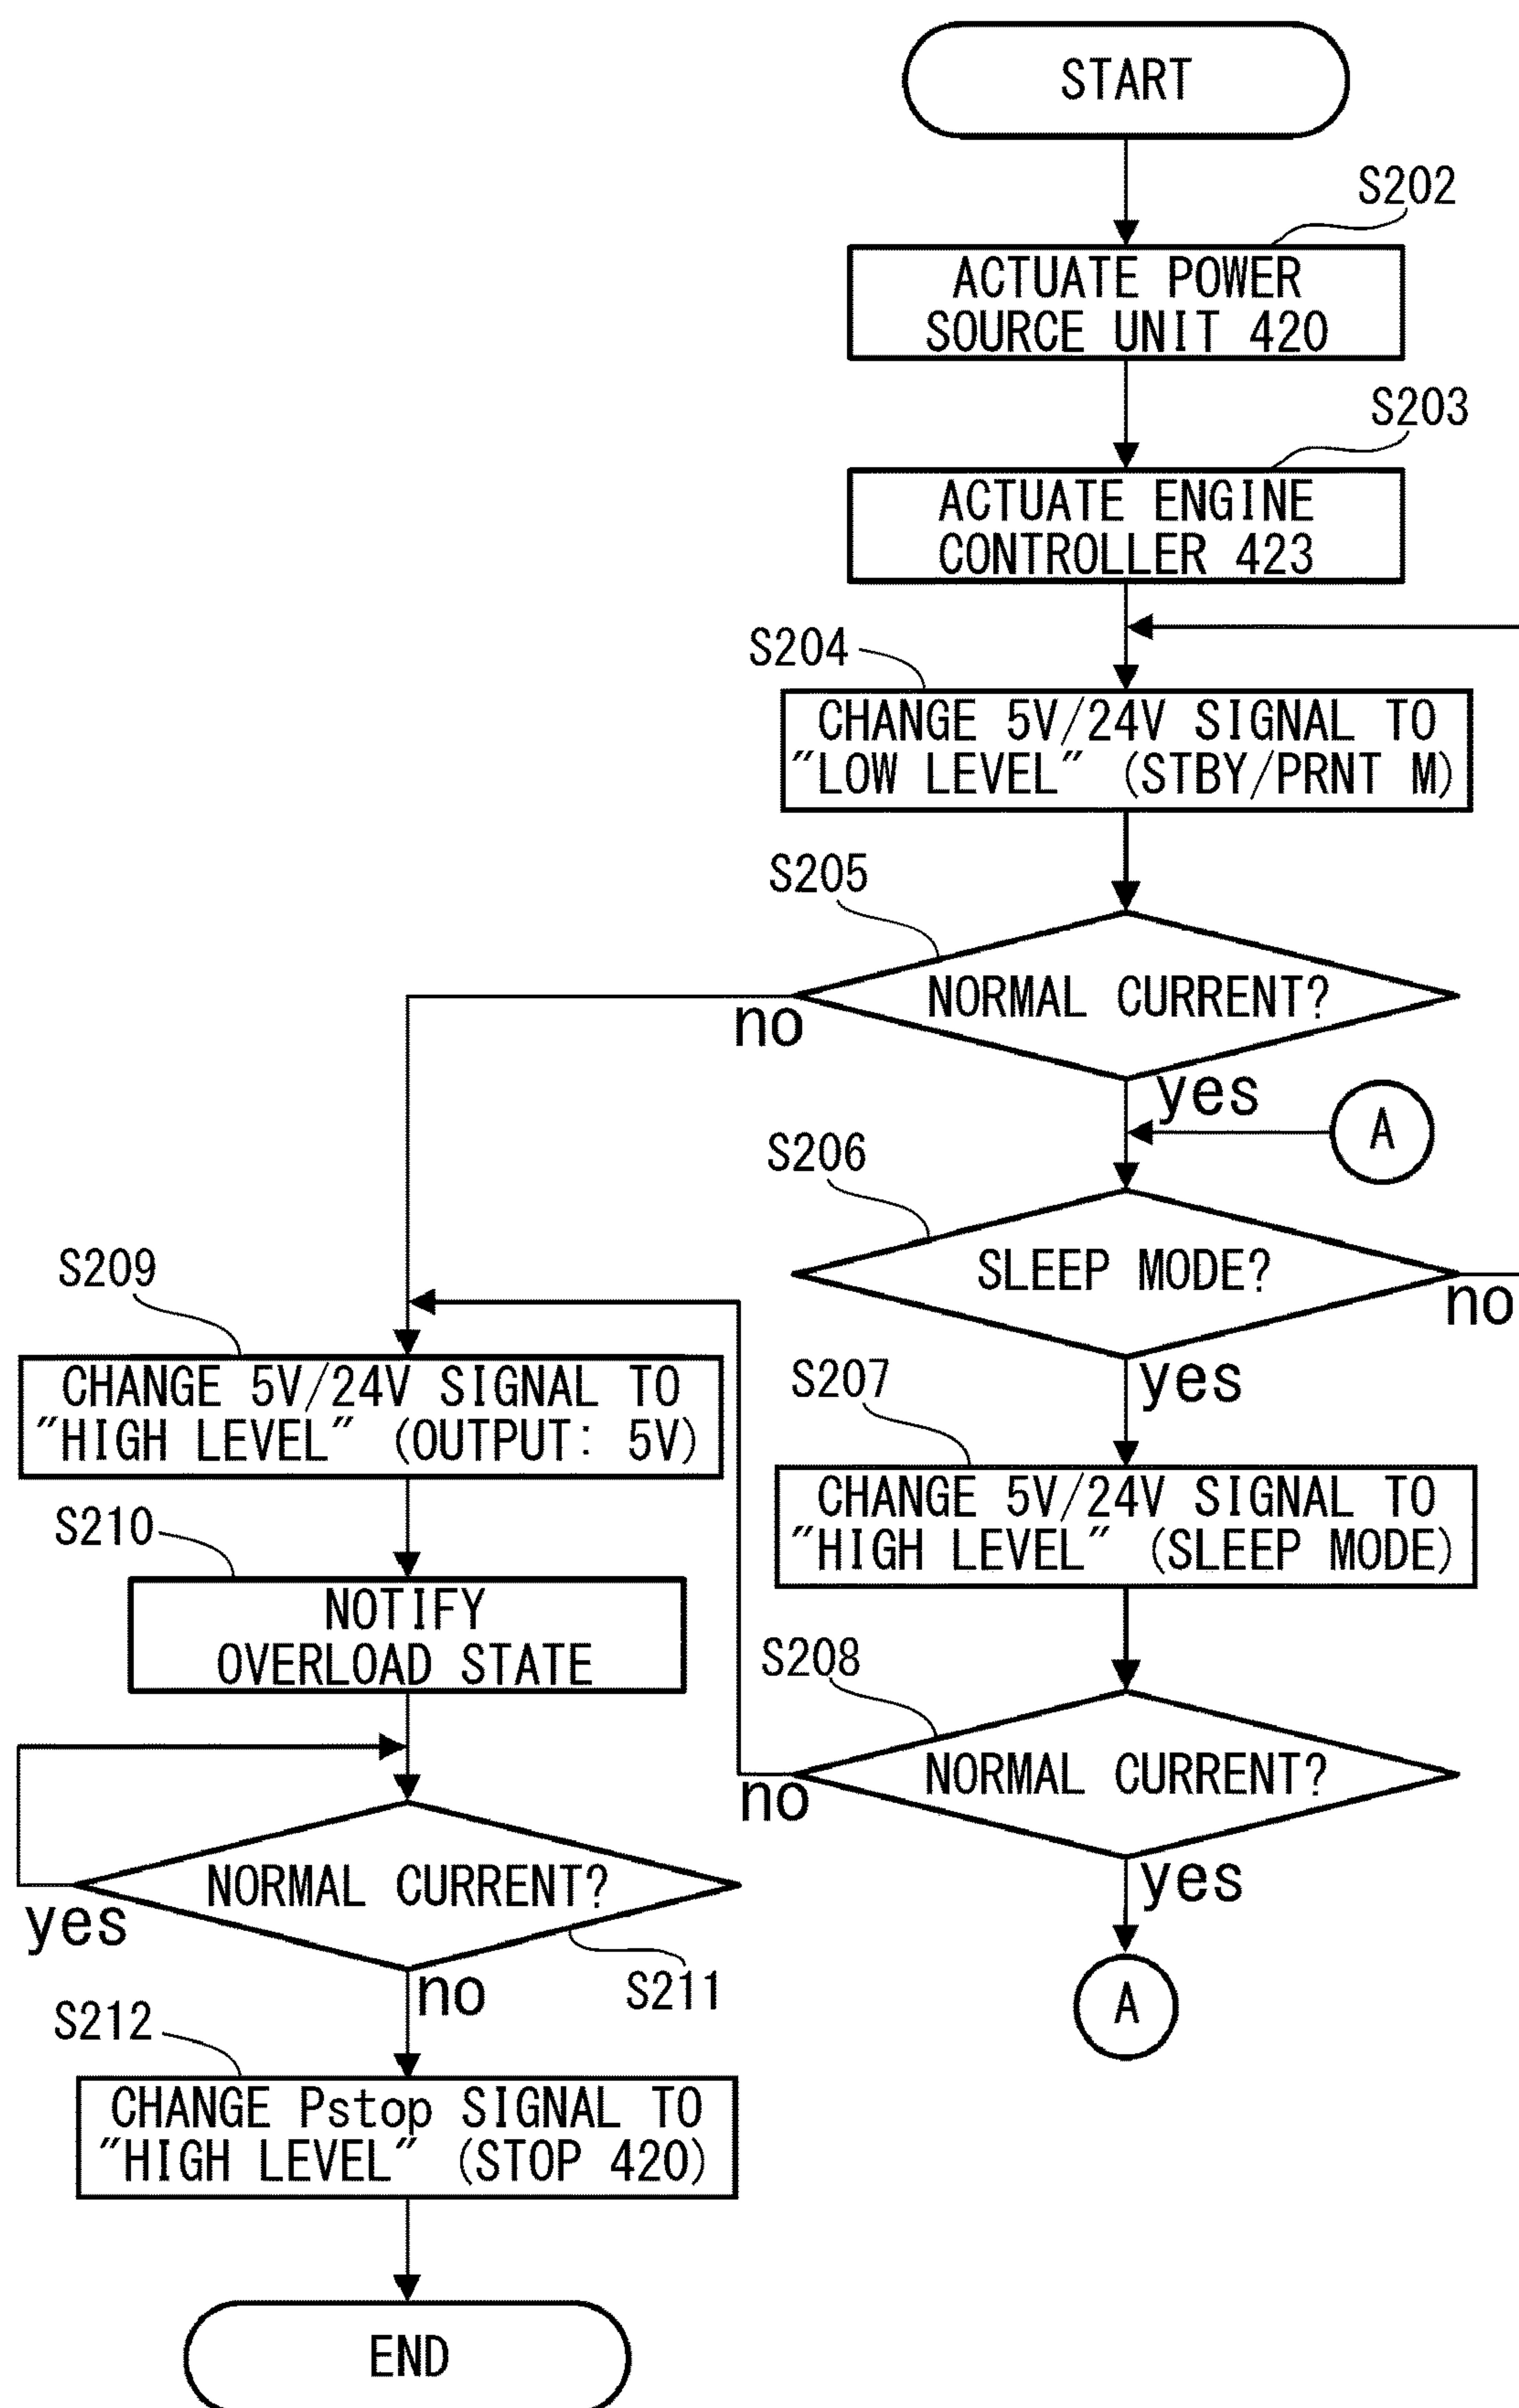 START
S202
ACTUATE POWER
SOURCE UNIT 420
S203
ACTUATE ENGINE
CONTROLLER 423
S204
CHANGE 5V/24V SIGNAL TO
"LOW LEVEL" (STBY/PRNT M)
S205
NORMAL CURRENT?
no
yes
A
S206
SLEEP MODE?
no
yes
S207
CHANGE 5V/24V SIGNAL TO
"HIGH LEVEL" (SLEEP MODE)
S208
NORMAL CURRENT?
no
yes
A
S209
CHANGE 5V/24V SIGNAL TO
"HIGH LEVEL" (OUTPUT: 5V)
S210
NOTIFY
OVERLOAD STATE
NORMAL CURRENT?
yes
no
S211
S212
CHANGE Pstop SIGNAL TO
"HIGH LEVEL" (STOP 420)
END